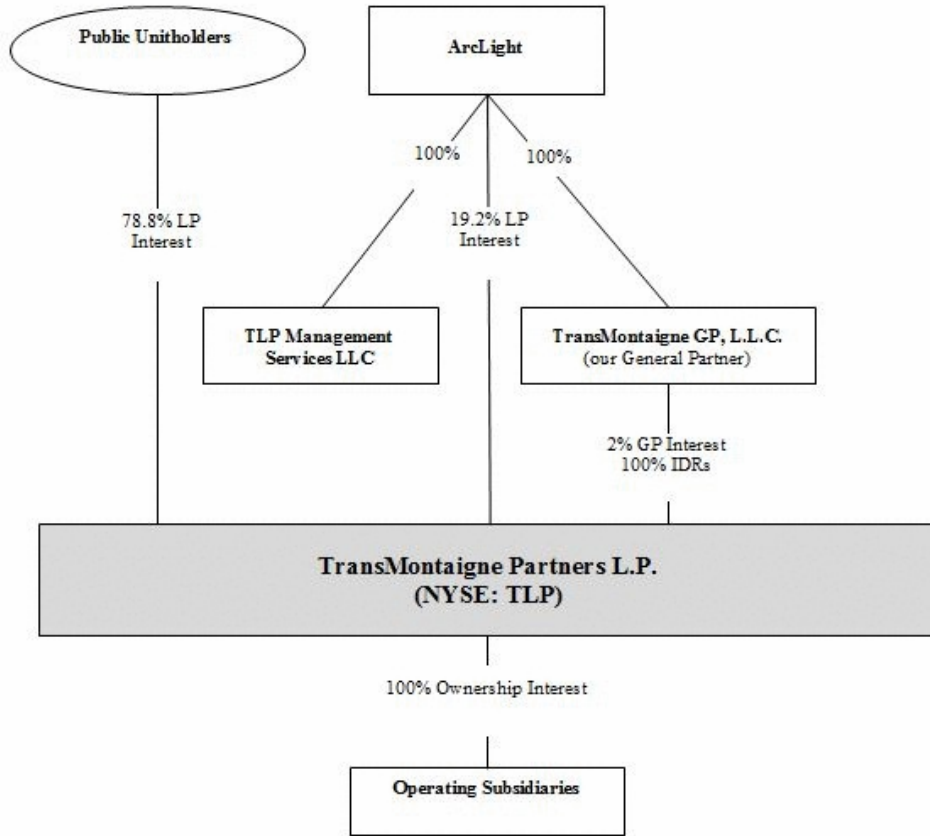 Public Unitholders
ArcLight
100%
100%
78.8% LP
Interest
19.2% LP
Interest
TLP Management
Services LLC
TransMontaigne GP, L.L.C.
(our General Partner)
2% GP Interest
100% IDRs
TransMontaigne Partners L.P.
(NYSE: TLP)
100% Ownership Interest
Operating Subsidiaries